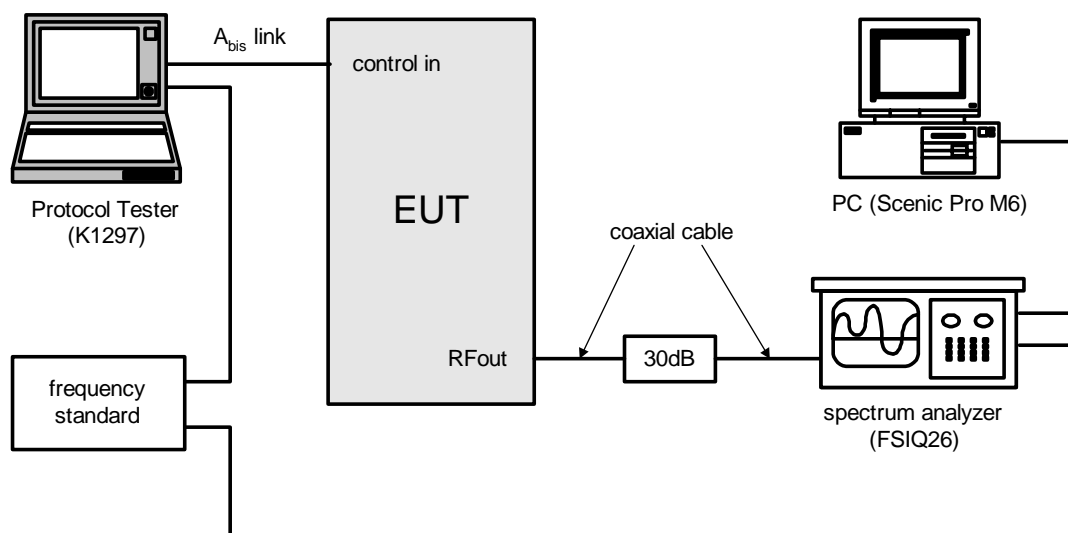 A_bis link
control in
EUT
RFout
Protocol Tester
(K1297)
frequency
standard
coaxial cable
30dB
PC (Scenic Pro M6)
spectrum analyzer
(FSIQ26)